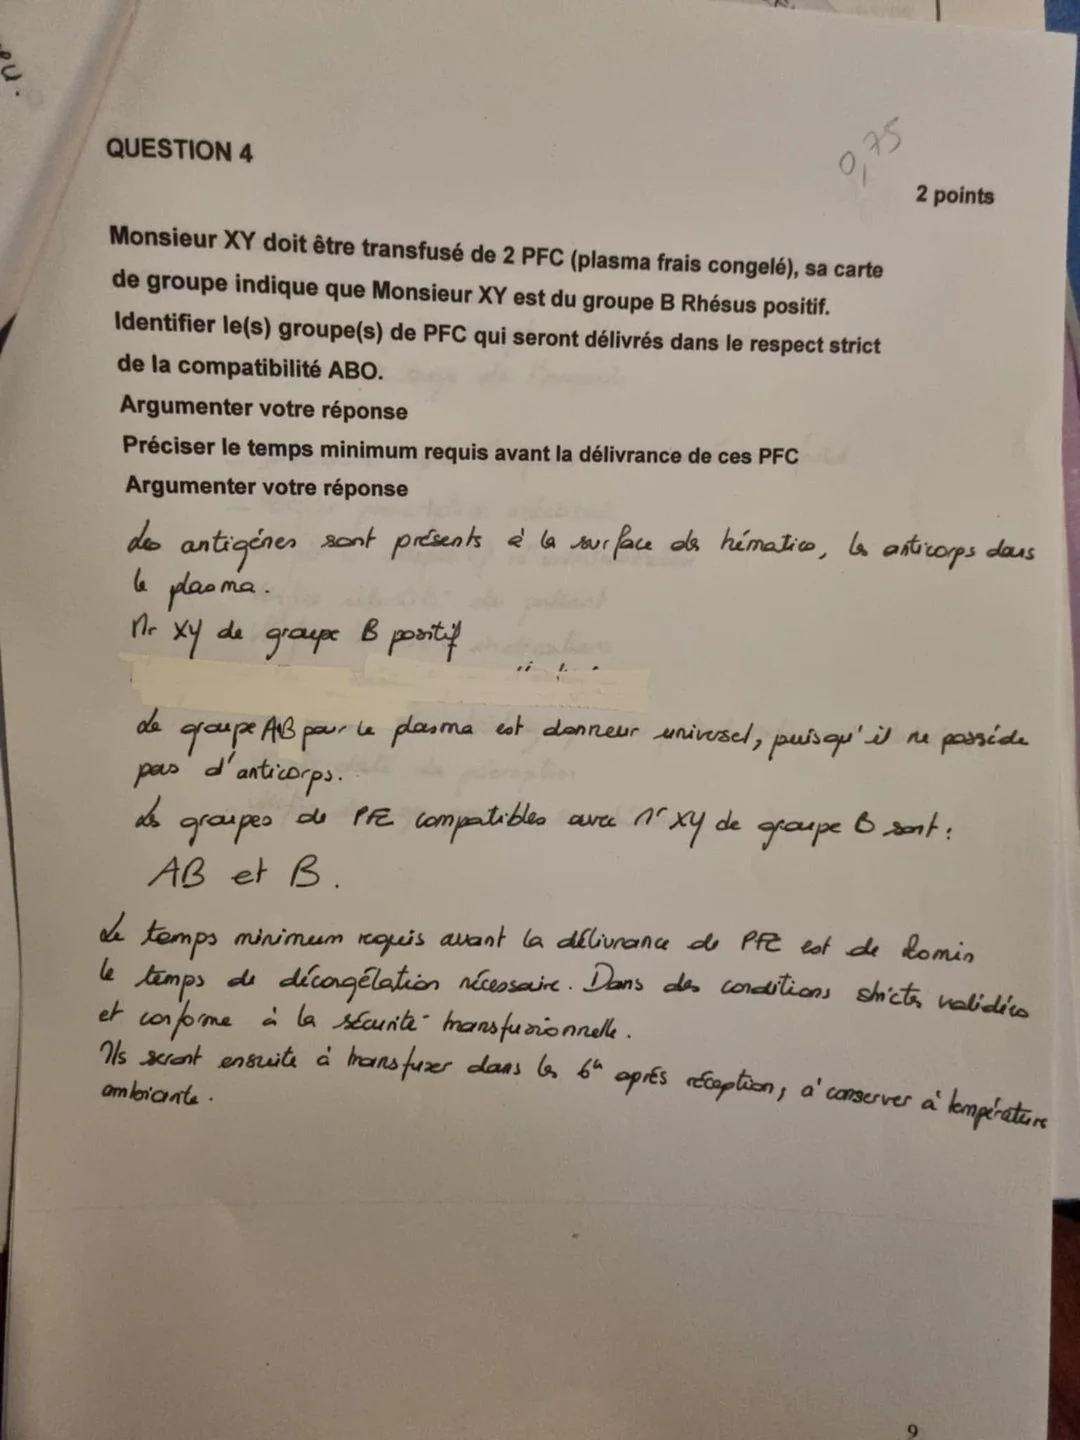 QUESTION 4
0,75
2 points
Monsieur XY doit être transfusé de 2 PFC (plasma frais congelé), sa carte
de groupe indique que Monsieur XY est du groupe B Rhésus positif.
Identifier le(s) groupe(s) de PFC qui seront délivrés dans le respect strict
de la compatibilité ABO.
Argumenter votre réponse
Préciser le temps minimum requis avant la délivrance de ces PFC
Argumenter votre réponse
Les antigènes sont présents à la surface des hématies, les anticorps dans
le plasma.
Mr XY de groupe B positif
Le groupe AB pour le plasma est donneur universel, puisqu'il ne possède
pas d'anticorps.
Les groupes de PFC compatibles avec Mr XY de groupe B sont :
AB et B.
Le temps minimum requis avant la délivrance de PFC est de 20min
le temps de décongélation nécessaire. Dans des conditions strictes validées
et conforme à la sécurité transfusionnelle.
Ils seront ensuite à transfuser dans les 6h après réception, à conserver à température
ambiante.
9